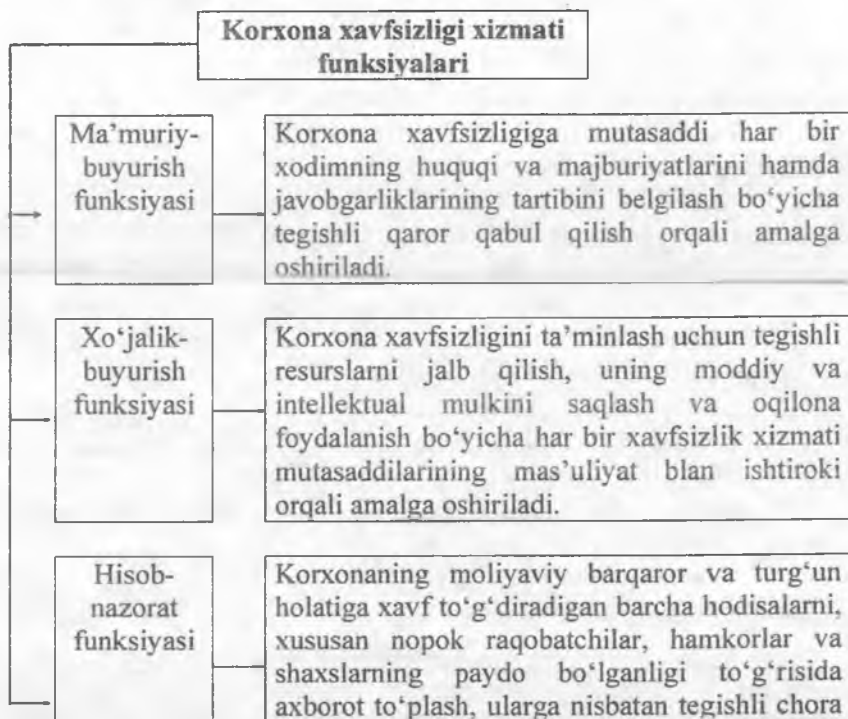 Korxona xavfsizligi xizmati
funksiyalari
Ma’muriy-
buyurish
funksiyasi
Korxona xavfsizligiga mutasaddi har bir
xodimning huquqi va majburiyatlarini hamda
javobgarliklarining tartibini belgilash bo‘yicha
tegishli qaror qabul qilish orqali amalga
oshiriladi.
Xo‘jalik-
buyurish
funksiyasi
Korxona xavfsizligini ta’minlash uchun tegishli
resurslarni jalb qilish, uning moddiy va
intellektual mulkini saqlash va oqilona
foydalanish bo‘yicha har bir xavfsizlik xizmati
mutasaddilarining mas’uliyat blan ishtiroki
orqali amalga oshiriladi.
Hisob-
nazorat
funksiyasi
Korxonaning moliyaviy barqaror va turg‘un
holatiga xavf to‘g‘diradigan barcha hodisalarni,
xususan nopok raqobatchilar, hamkorlar va
shaxslarning paydo bo‘lganligi to‘g‘risida
axborot to‘plash, ularga nisbatan tegishli chora